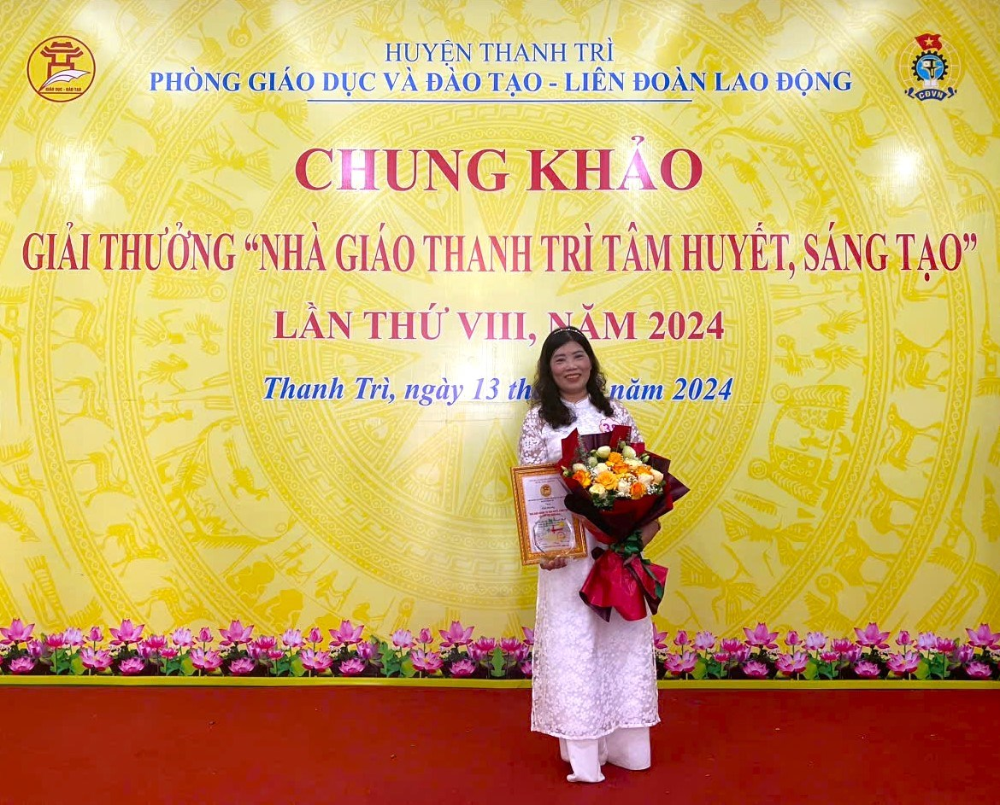 HUYỆN THANH TRÌ
PHÒNG GIÁO DỤC VÀ ĐÀO TẠO - LIÊN ĐOÀN LAO ĐỘNG
GIÁO DỤC - ĐÀO TẠO
CĐVN
CHUNG KHẢO
GIẢI THƯỞNG “NHÀ GIÁO THANH TRÌ TÂM HUYẾT, SÁNG TẠO”
LẦN THỨ VIII, NĂM 2024
Thanh Trì, ngày 13 th năm 2024